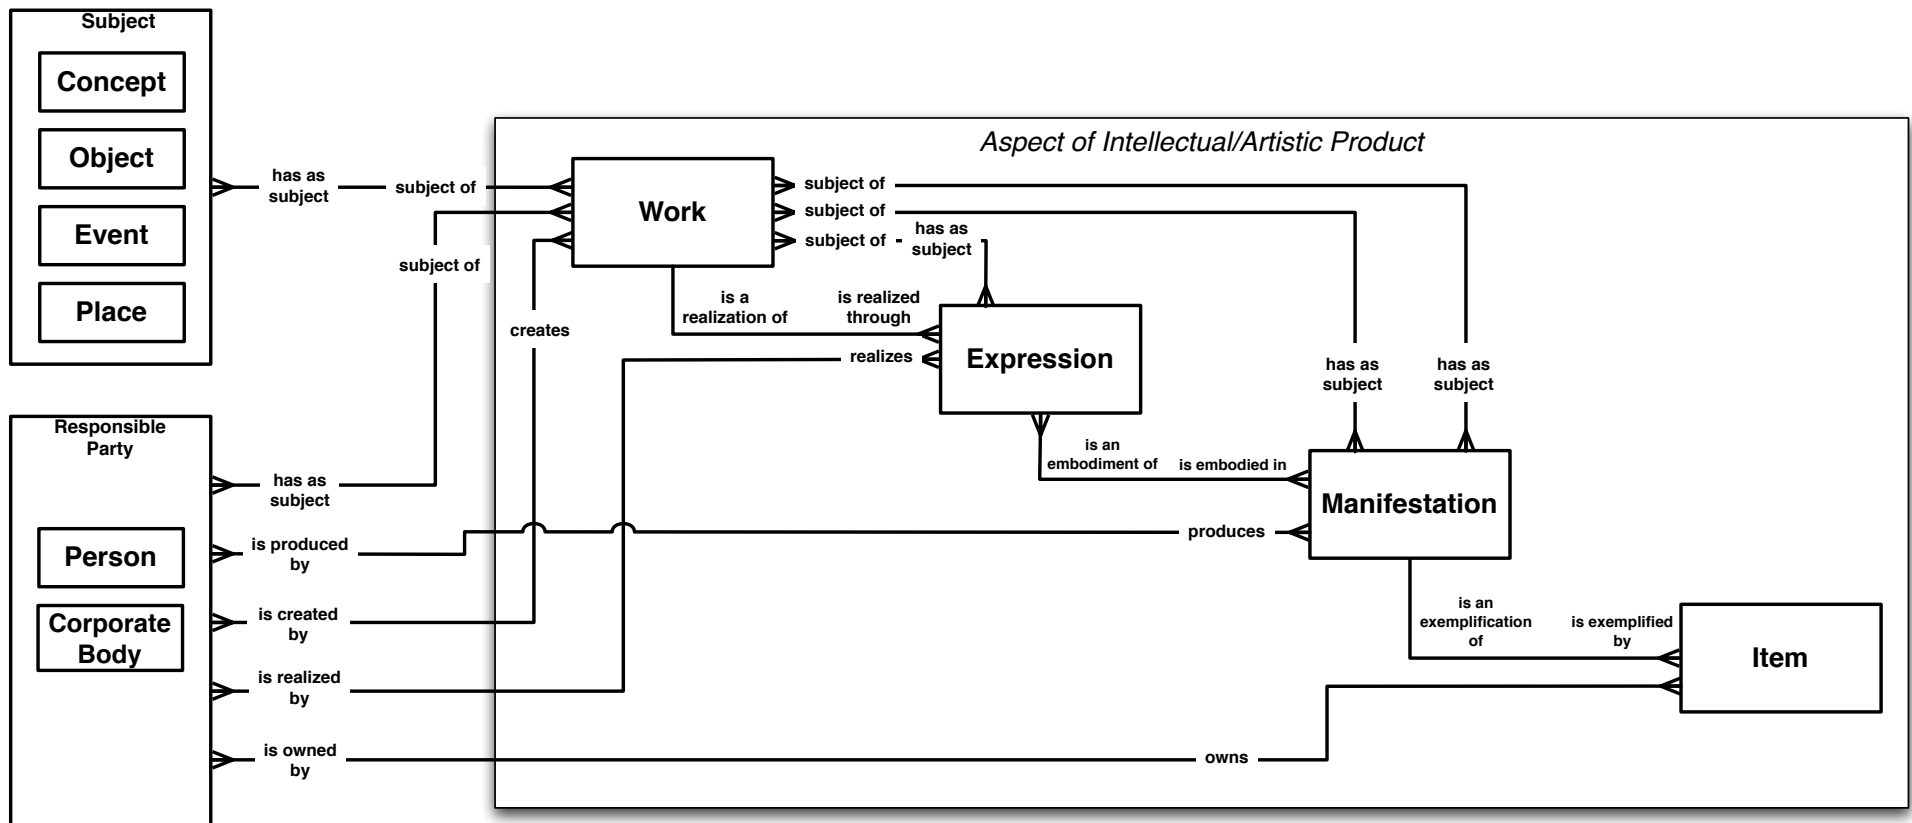 Subject
Concept
Object
Event
Place
has as
subject
subject of
Aspect of Intellectual/Artistic Product
Work
subject of
subject of
subject of
has as
subject
subject of
is a
realization of
is realized
through
creates
realizes
Expression
has as
subject
has as
subject
is an
embodiment of
is embodied in
Manifestation
Responsible
Party
has as
subject
Person
is produced
by
produces
Corporate
Body
is created
by
is realized
by
is owned
by
owns
is an
exemplification
of
is exemplified
by
Item